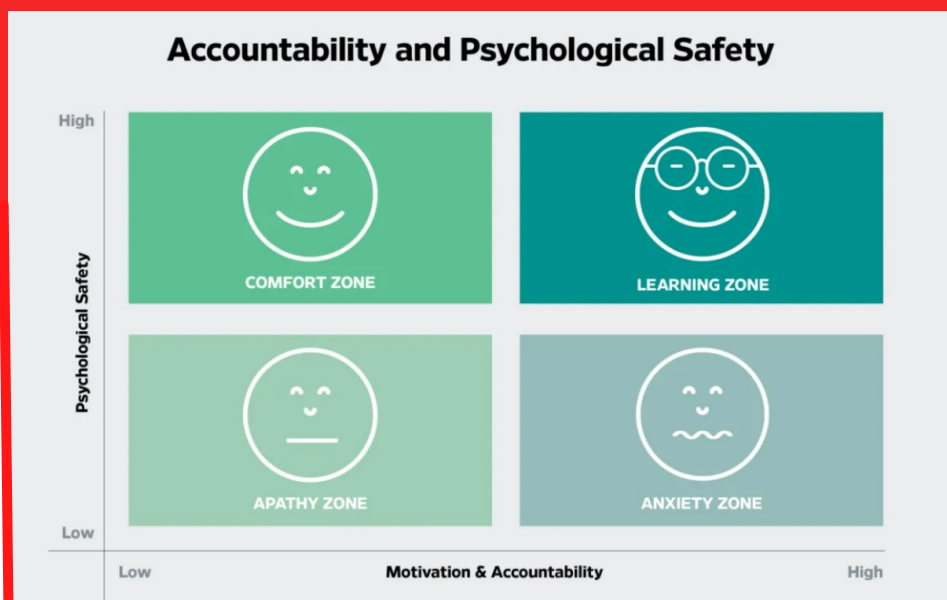 Accountability and Psychological Safety
High
COMFORT ZONE
LEARNING ZONE
Psychological Safety
APATHY ZONE
ANXIETY ZONE
Low
Low
Motivation & Accountability
High